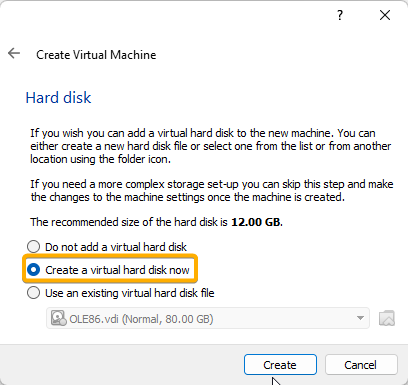 ?
Create Virtual Machine
Hard disk
If you wish you can add a virtual hard disk to the new machine. You can
either create a new hard disk file or select one from the list or from another
location using the folder icon.
If you need a more complex storage set-up you can skip this step and make
the changes to the machine settings once the machine is created.
The recommended size of the hard disk is 12.00 GB.
Do not add a virtual hard disk
Create a virtual hard disk now
Use an existing virtual hard disk file
OLE86.vdi (Normal, 80.00 GB)
Create Cancel